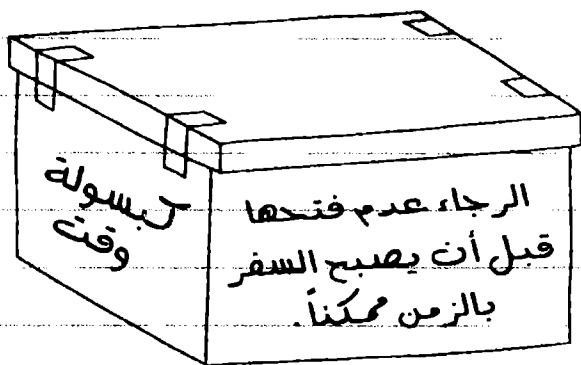 كبسولة
وقت
الرجاء عدم فتحها
قبل أن يصبح السفر
بالزمن ممكناً.